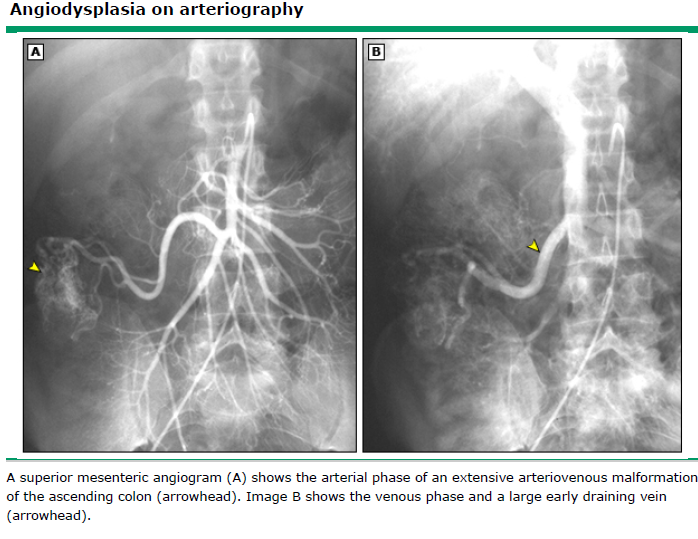 Angiodysplasia on arteriography
A
B
A superior mesenteric angiogram (A) shows the arterial phase of an extensive arteriovenous malformation
of the ascending colon (arrowhead). Image B shows the venous phase and a large early draining vein
(arrowhead).